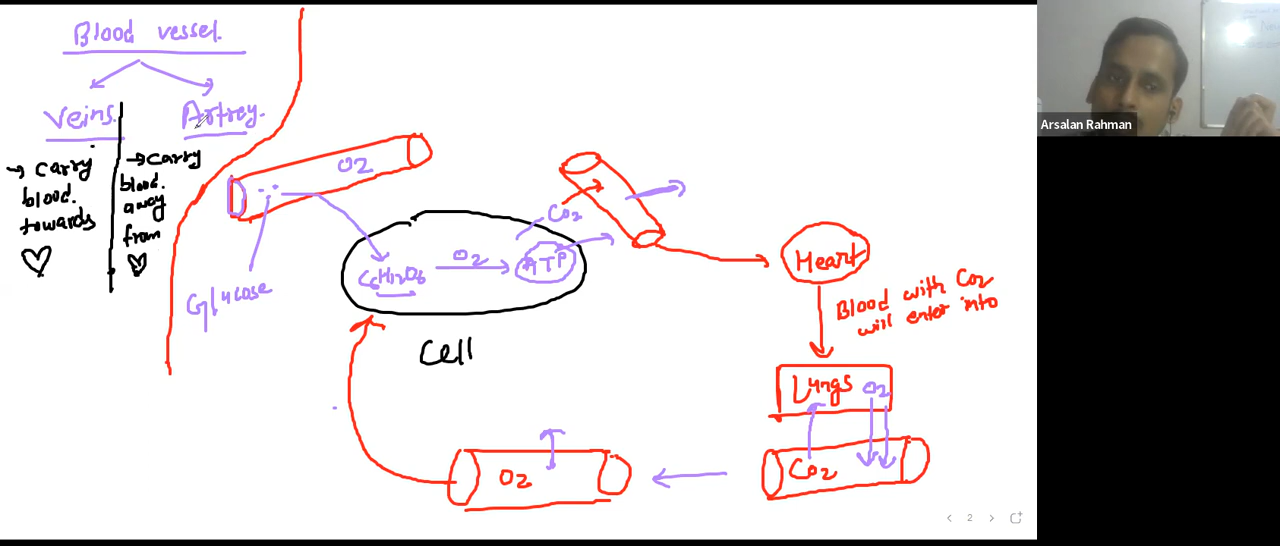 Blood vessel.
Veins.
Artrey.
→ carry
blood.
towards
→ carry
blood.
away
from
O2
Glucose
C6H12O6
O2
ATP
CO2
Cell
Heart
Blood with CO2
will enter into
Lungs O2
CO2
O2
Arsalan Rahman
2